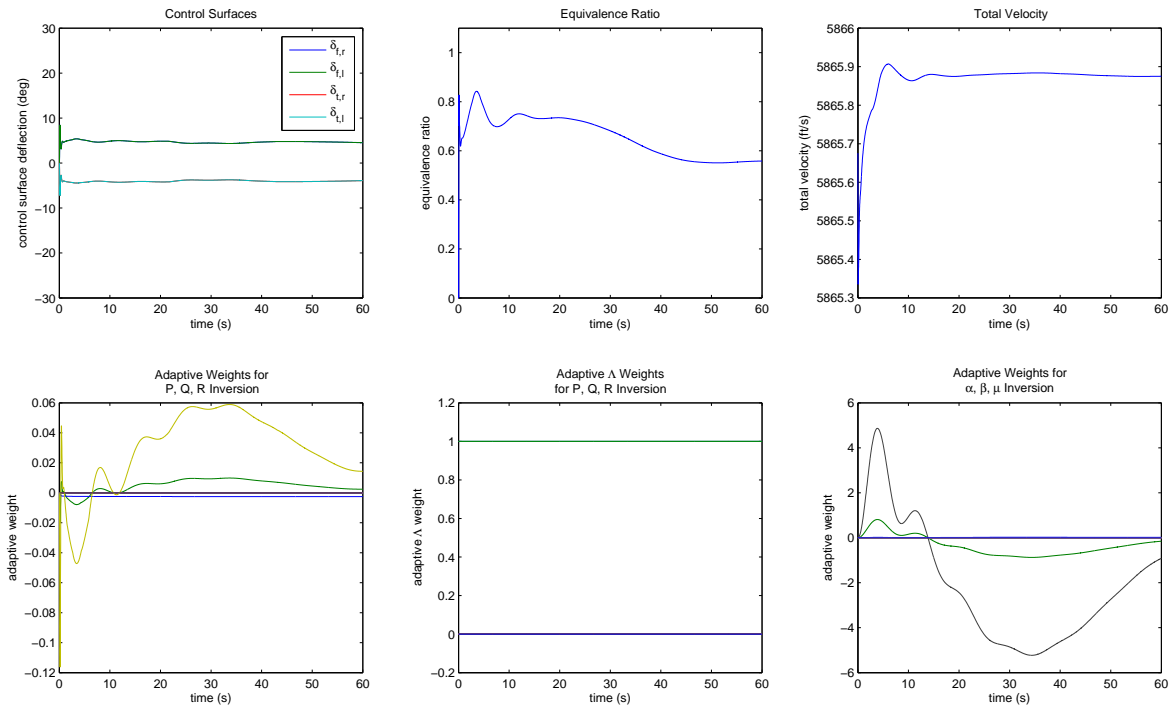 Control Surfaces
control surface deflection (deg)
30
20
10
0
−10
−20
−30
0 10 20 30 40 50 60
time (s)
δf,r
δf,l
δt,r
δt,l
Equivalence Ratio
equivalence ratio
1
0.8
0.6
0.4
0.2
0
0 10 20 30 40 50 60
time (s)
Total Velocity
total velocity (ft/s)
5866
5865.9
5865.8
5865.7
5865.6
5865.5
5865.4
5865.3
0 10 20 30 40 50 60
time (s)
Adaptive Weights for
P, Q, R Inversion
adaptive weight
0.06
0.04
0.02
0
−0.02
−0.04
−0.06
−0.08
−0.1
−0.12
0 10 20 30 40 50 60
time (s)
Adaptive Λ Weights
for P, Q, R Inversion
adaptive Λ weight
1.2
1
0.8
0.6
0.4
0.2
0
−0.2
0 10 20 30 40 50 60
time (s)
Adaptive Weights for
α, β, μ Inversion
adaptive weight
6
4
2
0
−2
−4
−6
0 10 20 30 40 50 60
time (s)